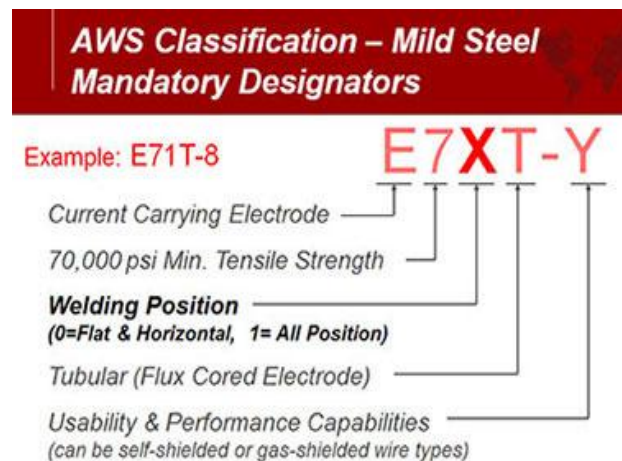 AWS Classification – Mild Steel
Mandatory Designators
Example: E71T-8
E7XT-Y
Current Carrying Electrode
70,000 psi Min. Tensile Strength
Welding Position
(0=Flat & Horizontal, 1= All Position)
Tubular (Flux Cored Electrode)
Usability & Performance Capabilities
(can be self-shielded or gas-shielded wire types)